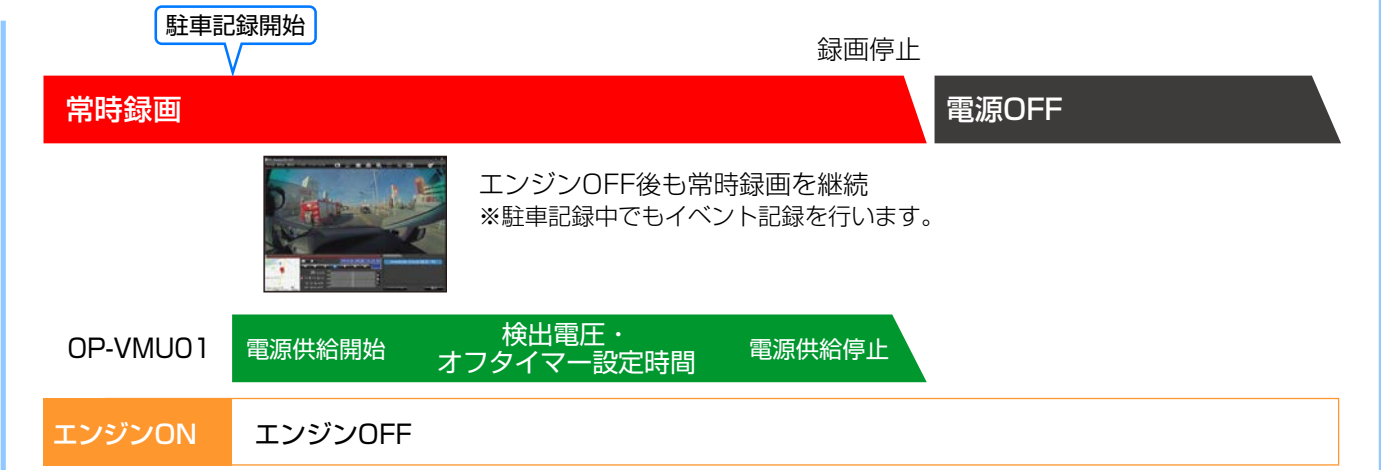 駐車記録開始
録画停止
常時録画
電源OFF
エンジンOFF後も常時録画を継続
※駐車記録中でもイベント記録を行います。
OP-VMU01
電源供給開始
検出電圧・
オフタイマー設定時間
電源供給停止
エンジンON
エンジンOFF